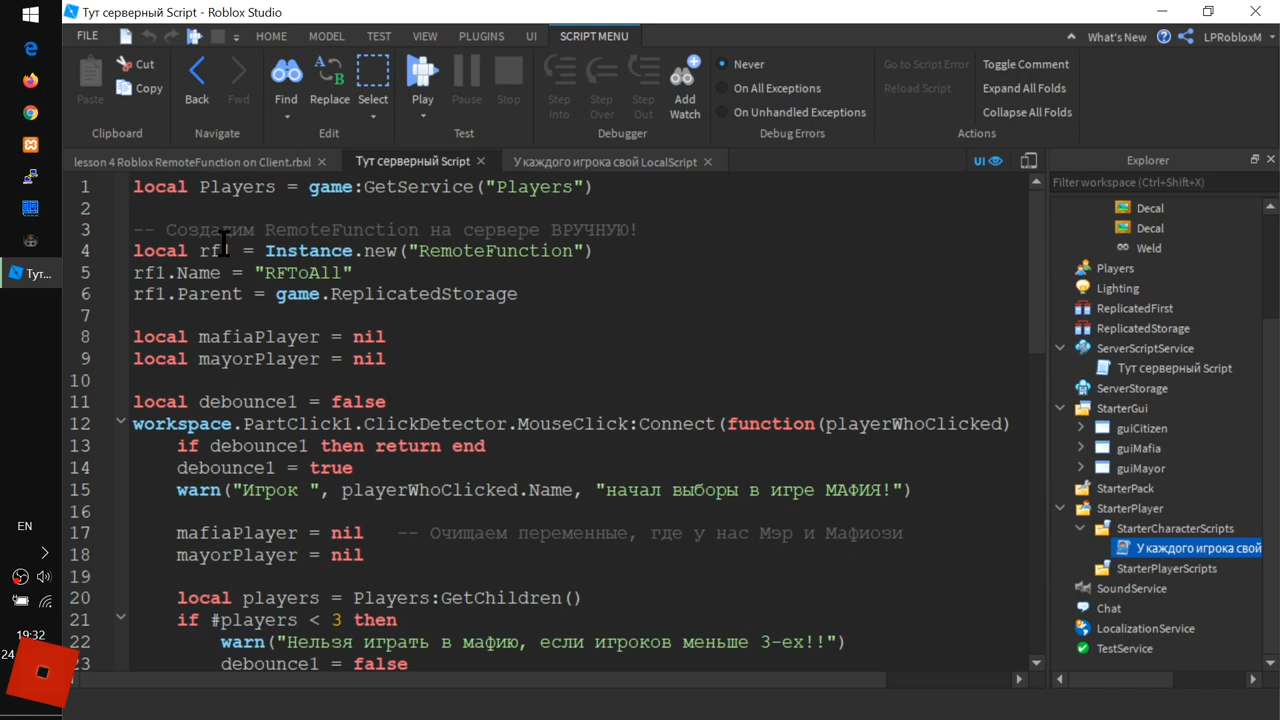 Тут серверный Script - Roblox Studio
FILE HOME MODEL TEST VIEW PLUGINS UI SCRIPT MENU What's New LPRobloxM
Paste Cut Copy Back Fwd Find Replace Select Play Pause Stop Step Into Step Over Step Out Add Watch
Never
On All Exceptions
On Unhandled Exceptions
Go to Script Error
Reload Script
Toggle Comment
Expand All Folds
Collapse All Folds
Clipboard Navigate Edit Test Debugger Debug Errors Actions
lesson 4 Roblox RemoteFunction on Client.rbxl Тут серверный Script У каждого игрока свой LocalScript UI
1 local Players = game:GetService("Players")
2
3 -- Создадим RemoteFunction на сервере ВРУЧНУЮ!
4 local rf1 = Instance.new("RemoteFunction")
5 rf1.Name = "RFToAll"
6 rf1.Parent = game.ReplicatedStorage
7
8 local mafiaPlayer = nil
9 local mayorPlayer = nil
10
11 local debounce1 = false
12 workspace.PartClick1.ClickDetector.MouseClick:Connect(function(playerWhoClicked)
13 if debounce1 then return end
14 debounce1 = true
15 warn("Игрок ", playerWhoClicked.Name, "начал выборы в игре МАФИЯ!")
16
17 mafiaPlayer = nil -- Очищаем переменные, где у нас Мэр и Мафиози
18 mayorPlayer = nil
19
20 local players = Players:GetChildren()
21 if #players < 3 then
22 warn("Нельзя играть в мафию, если игроков меньше 3-ех!!")
23 debounce1 = false
Explorer
Filter workspace (Ctrl+Shift+X)
Decal
Decal
Weld
Players
Lighting
ReplicatedFirst
ReplicatedStorage
ServerScriptService
Тут серверный Script
ServerStorage
StarterGui
guiCitizen
guiMafia
guiMayor
StarterPack
StarterPlayer
StarterCharacterScripts
У каждого игрока свой
StarterPlayerScripts
SoundService
Chat
LocalizationService
TestService
Тут...
EN
19:32
24